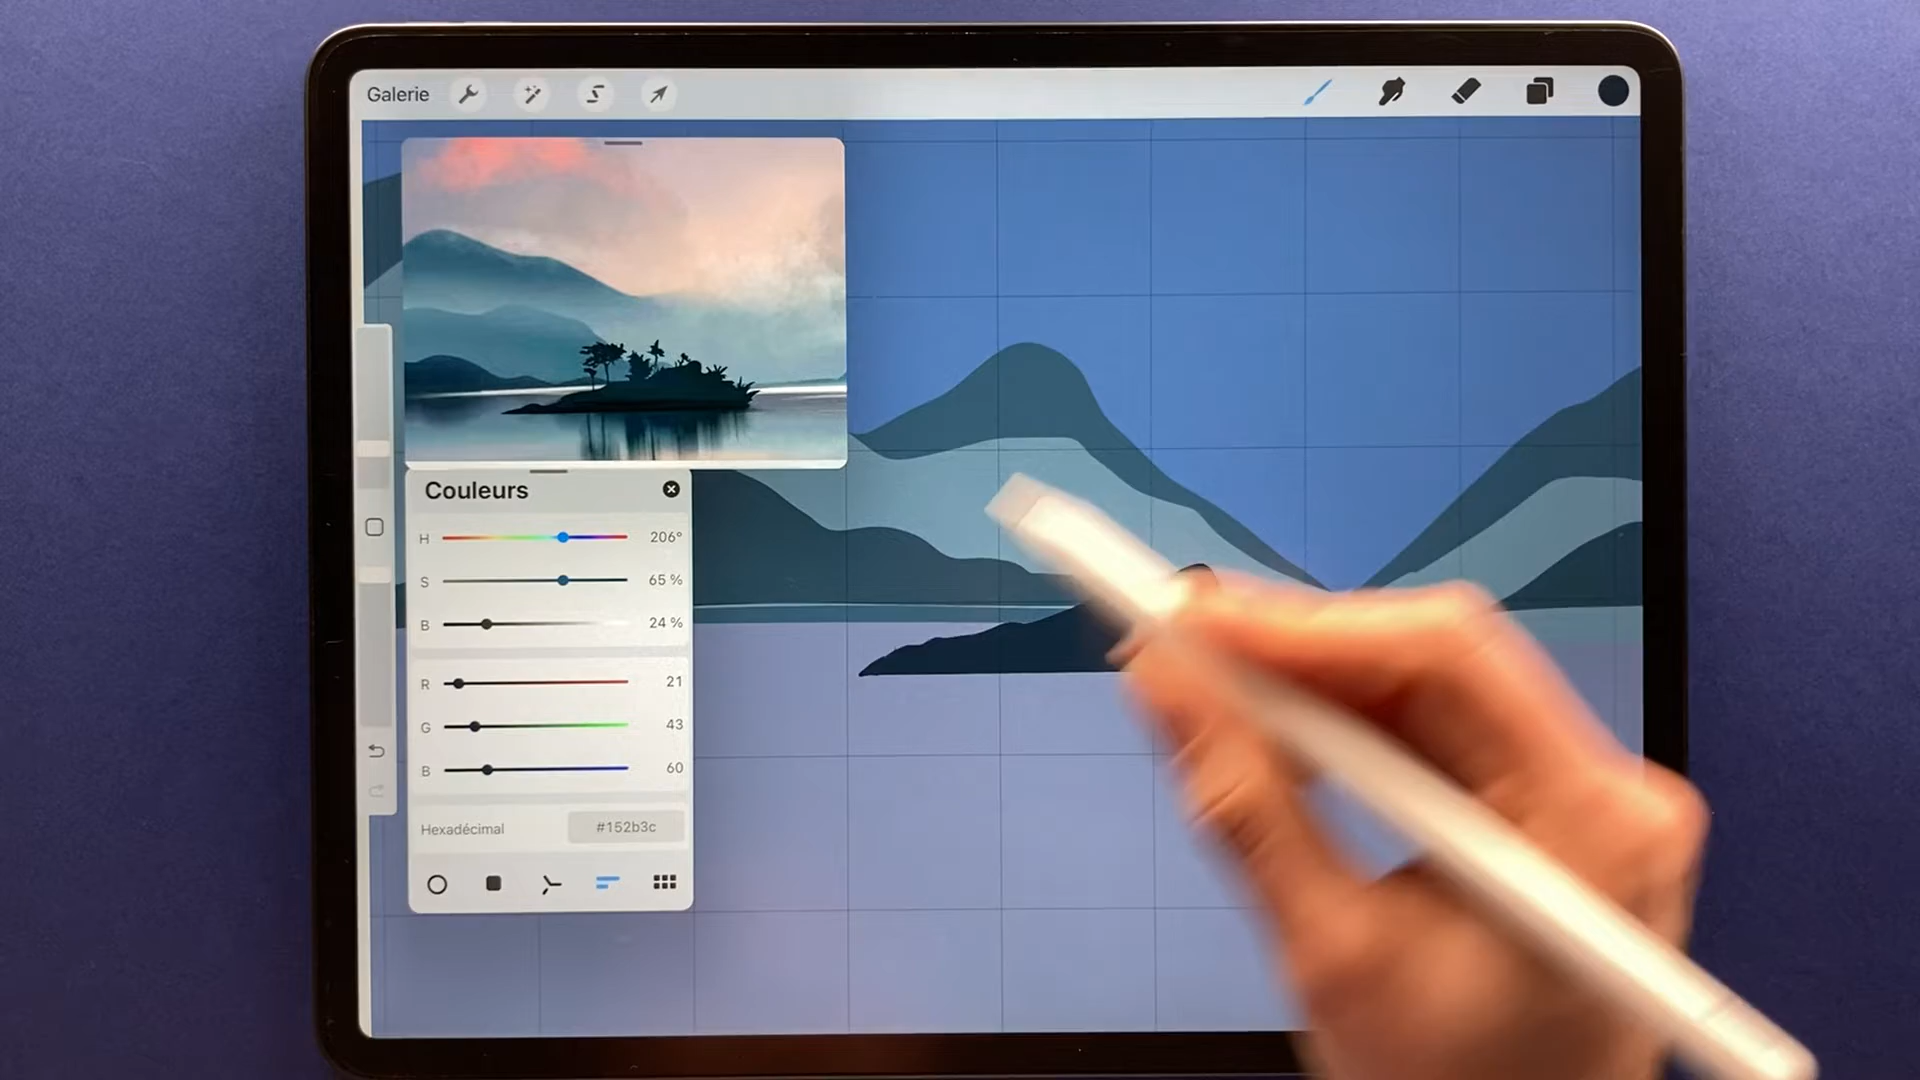 Galerie
Couleurs
H 206°
S 65 %
B 24 %
R 21
G 43
B 60
Hexadécimal #152b3c